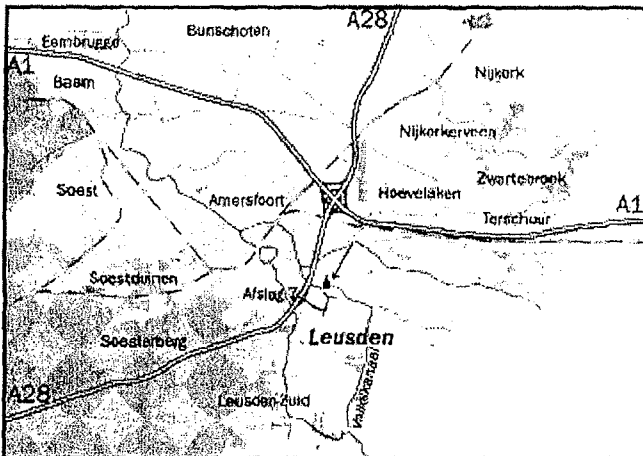 Eembrugge
Bunschoten
A28
A1
Baarn
Nijkerk
Nijkerkerveen
Zwartebroek
Soest
Amersfoort
Hoevelaken
Terschuur
A1
Soestduinen
Afslag 7
Soesterberg
Leusden
A28
Leusden-Zuid
Valleikanaal